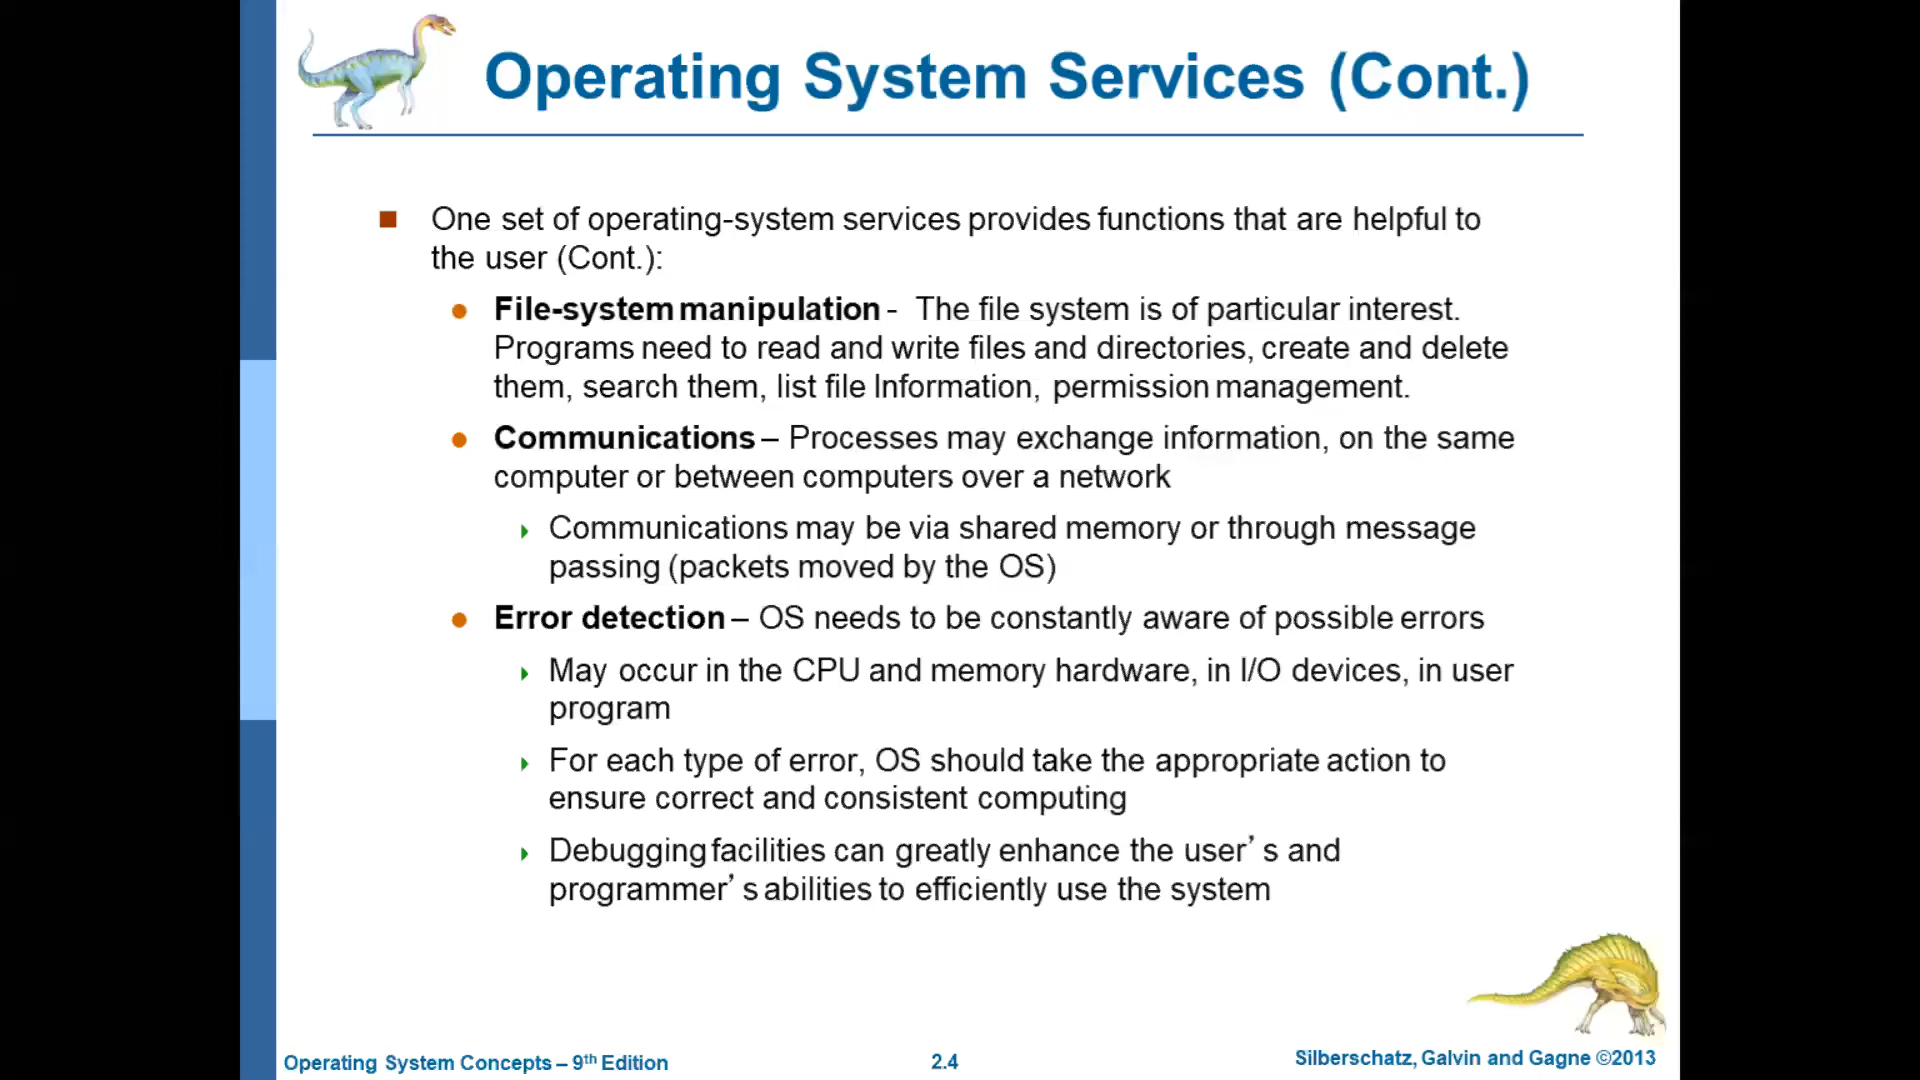 Operating System Services (Cont.)
One set of operating-system services provides functions that are helpful to
the user (Cont.):
File-system manipulation - The file system is of particular interest.
Programs need to read and write files and directories, create and delete
them, search them, list file Information, permission management.
Communications – Processes may exchange information, on the same
computer or between computers over a network
Communications may be via shared memory or through message
passing (packets moved by the OS)
Error detection – OS needs to be constantly aware of possible errors
May occur in the CPU and memory hardware, in I/O devices, in user
program
For each type of error, OS should take the appropriate action to
ensure correct and consistent computing
Debugging facilities can greatly enhance the user’s and
programmer’s abilities to efficiently use the system
Operating System Concepts – 9th Edition
2.4
Silberschatz, Galvin and Gagne ©2013